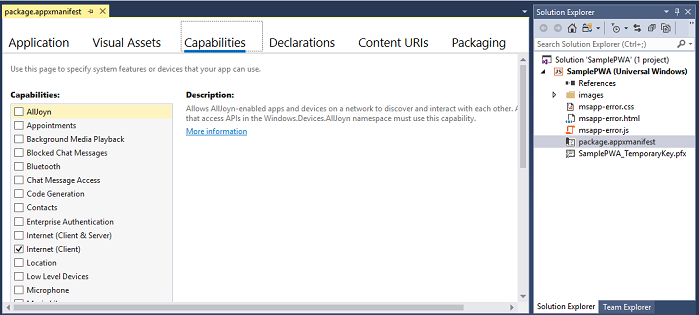 package.appxmanifest
Application
Visual Assets
Capabilities
Declarations
Content URIs
Packaging
Use this page to specify system features or devices that your app can use.
Capabilities:
AllJoyn
Appointments
Background Media Playback
Blocked Chat Messages
Bluetooth
Chat Message Access
Code Generation
Contacts
Enterprise Authentication
Internet (Client & Server)
Internet (Client)
Location
Low Level Devices
Microphone
Description:
Allows AllJoyn-enabled apps and devices on a network to discover and interact with each other. A
that access APIs in the Windows.Devices.AllJoyn namespace must use this capability.
More information
Solution Explorer
Search Solution Explorer (Ctrl+;)
Solution 'SamplePWA' (1 project)
SamplePWA (Universal Windows)
References
images
msapp-error.css
msapp-error.html
msapp-error.js
package.appxmanifest
SamplePWA_TemporaryKey.pfx
Solution Explorer
Team Explorer